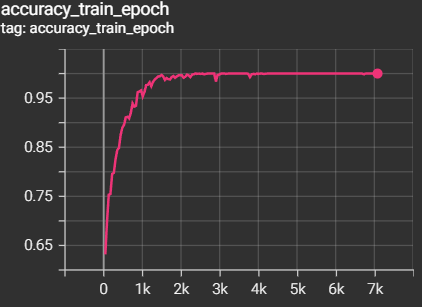 accuracy_train_epoch
tag: accuracy_train_epoch
0.95
0.85
0.75
0.65
0 1k 2k 3k 4k 5k 6k 7k